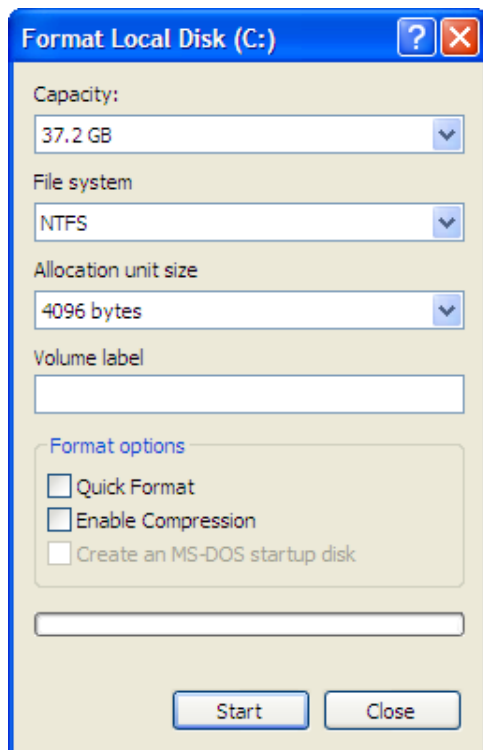 Format Local Disk (C:)
?
Capacity:
37.2 GB
File system
NTFS
Allocation unit size
4096 bytes
Volume label
Format options
Quick Format
Enable Compression
Create an MS-DOS startup disk
Start
Close